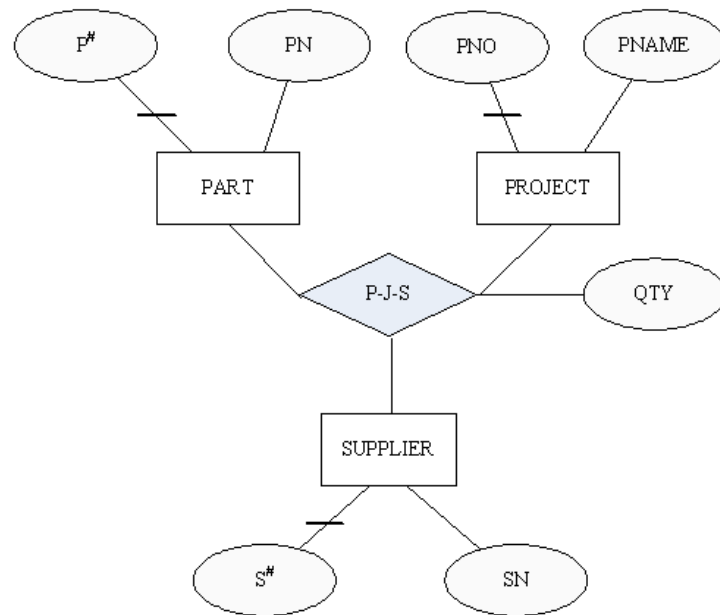 P#
PN
PNO
PNAME
PART
PROJECT
P-J-S
QTY
SUPPLIER
S#
SN